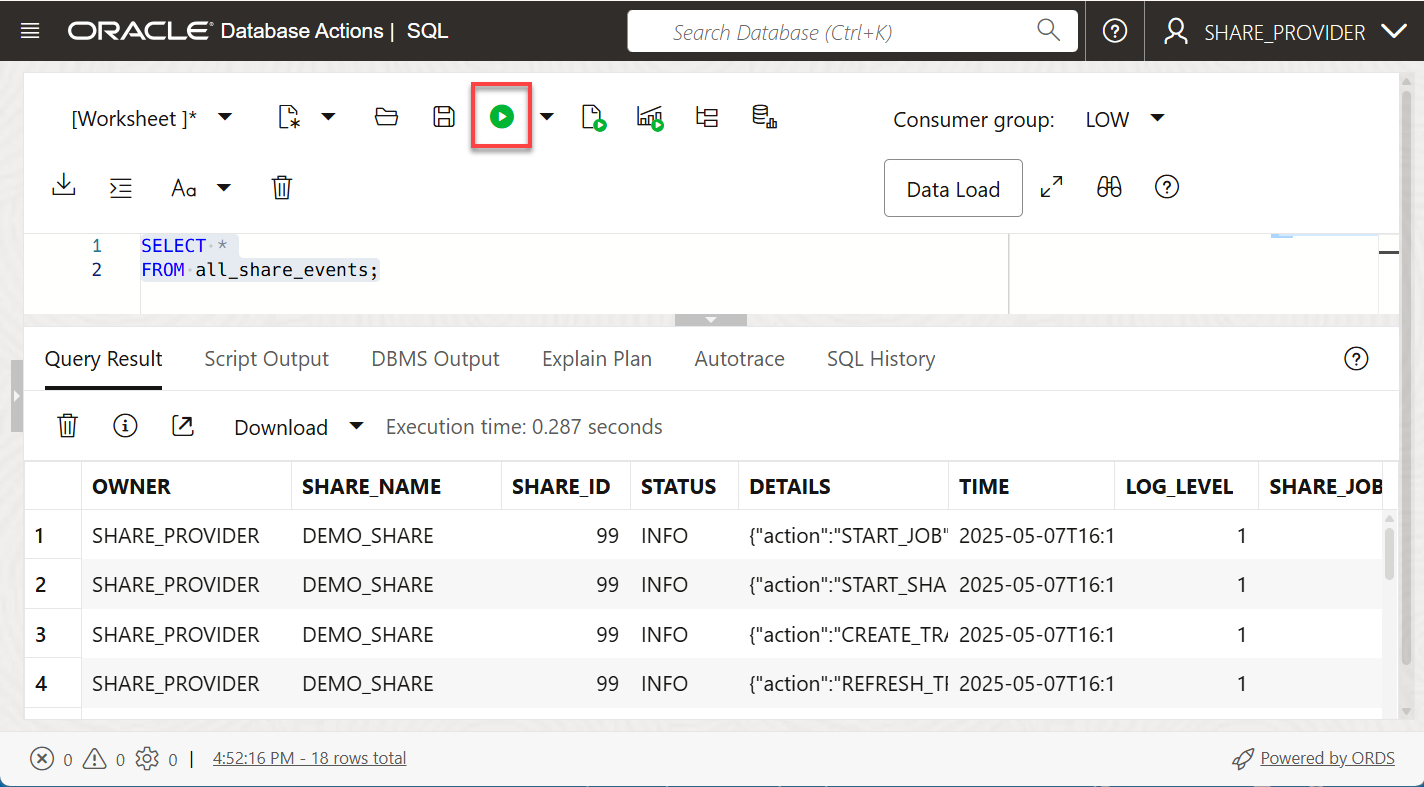 ORACLE Database Actions | SQL
Search Database (Ctrl+K)
SHARE_PROVIDER
[Worksheet ]*
Consumer group: LOW
Aa
Data Load
1 SELECT *
2 FROM all_share_events;
Query Result Script Output DBMS Output Explain Plan Autotrace SQL History
Download Execution time: 0.287 seconds
OWNER SHARE_NAME SHARE_ID STATUS DETAILS TIME LOG_LEVEL SHARE_JOB
1 SHARE_PROVIDER DEMO_SHARE 99 INFO {"action":"START_JOB" 2025-05-07T16:1 1
2 SHARE_PROVIDER DEMO_SHARE 99 INFO {"action":"START_SHA 2025-05-07T16:1 1
3 SHARE_PROVIDER DEMO_SHARE 99 INFO {"action":"CREATE_TRA 2025-05-07T16:1 1
4 SHARE_PROVIDER DEMO_SHARE 99 INFO {"action":"REFRESH_TR 2025-05-07T16:1 1
0 0 0 | 4:52:16 PM - 18 rows total
Powered by ORDS